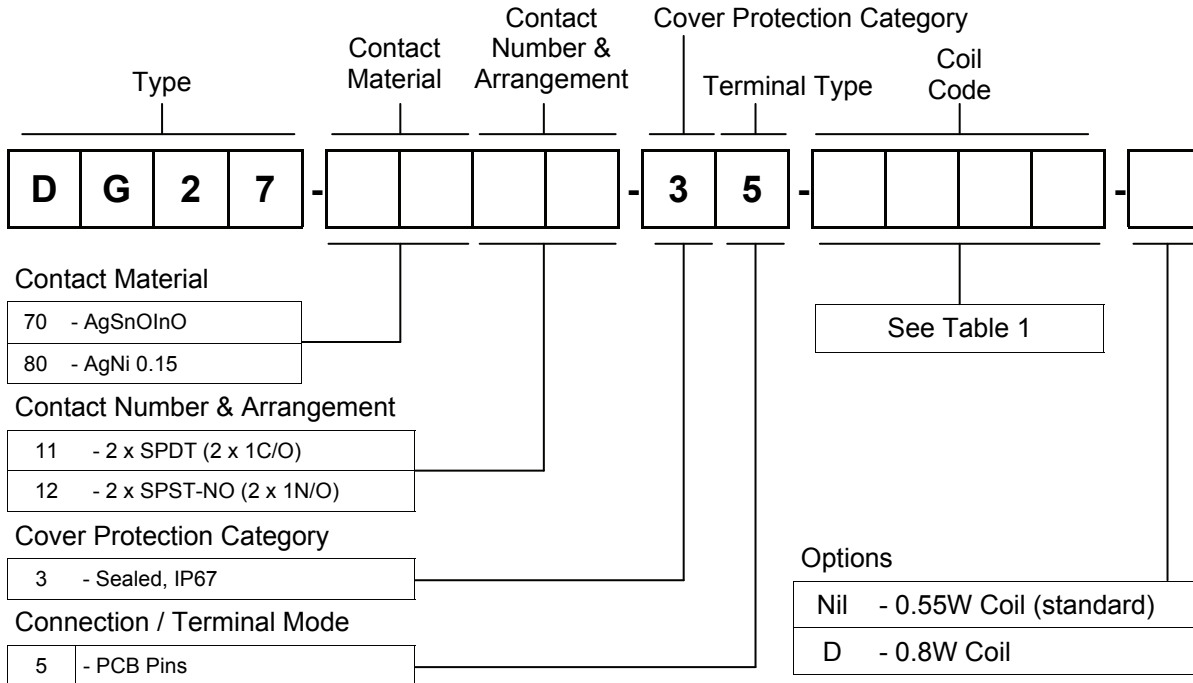 Contact Number & Arrangement
Cover Protection Category
Contact Material
Coil Code
Type
Terminal Type
D G 2 7 - - 3 5 - -
Contact Material
70 - AgSnOInO
80 - AgNi 0.15
See Table 1
Contact Number & Arrangement
11 - 2 x SPDT (2 x 1C/O)
12 - 2 x SPST-NO (2 x 1N/O)
Cover Protection Category
3 - Sealed, IP67
Connection / Terminal Mode
5 - PCB Pins
Options
Nil - 0.55W Coil (standard)
D - 0.8W Coil